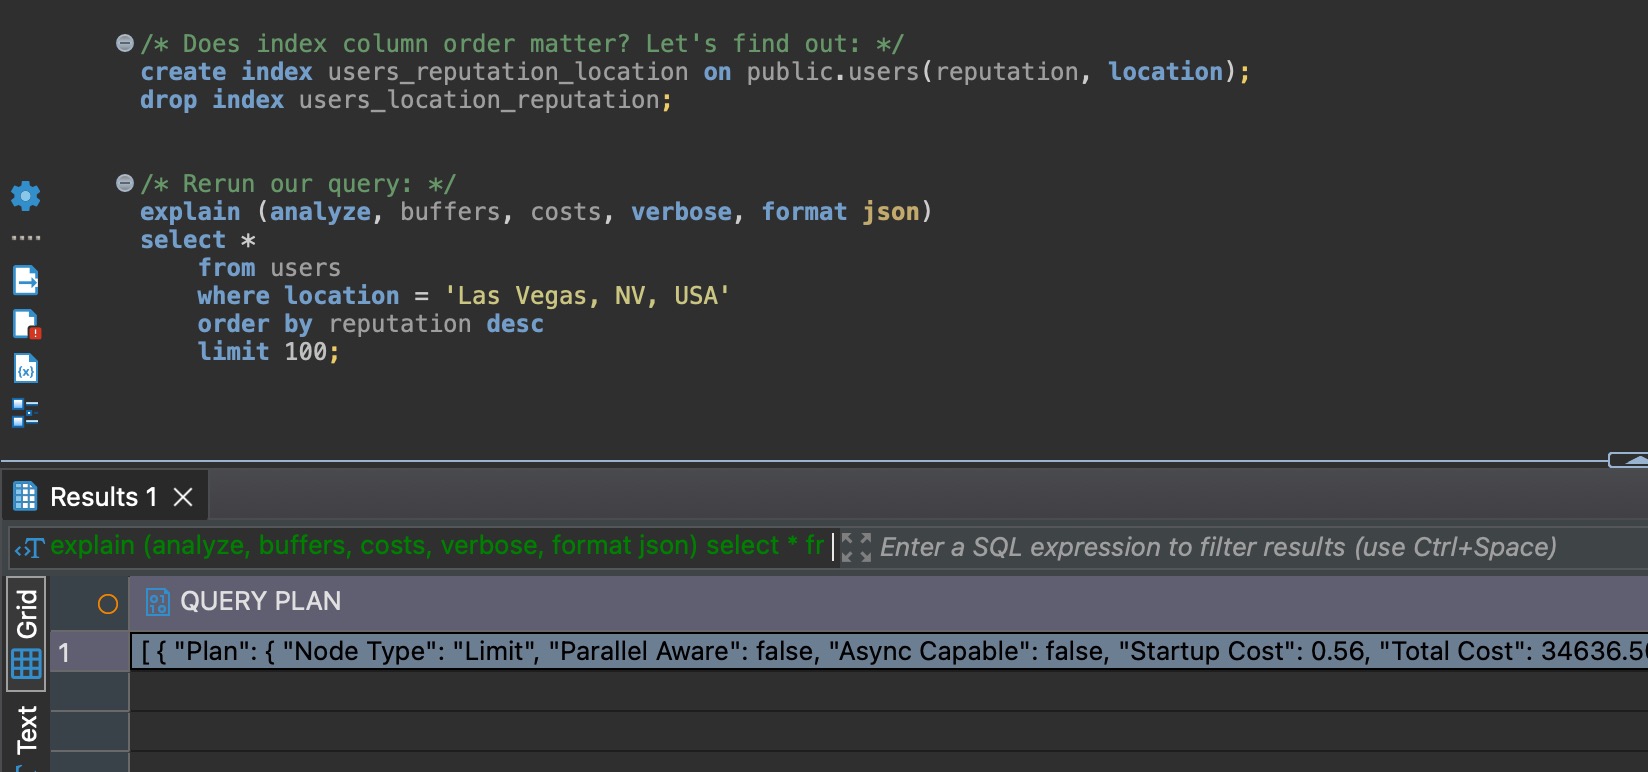 /* Does index column order matter? Let's find out: */
create index users_reputation_location on public.users(reputation, location);
drop index users_location_reputation;
/* Rerun our query: */
explain (analyze, buffers, costs, verbose, format json)
select *
from users
where location = 'Las Vegas, NV, USA'
order by reputation desc
limit 100;
Results 1
explain (analyze, buffers, costs, verbose, format json) select * fr
Enter a SQL expression to filter results (use Ctrl+Space)
Grid
QUERY PLAN
1
[ { "Plan": { "Node Type": "Limit", "Parallel Aware": false, "Async Capable": false, "Startup Cost": 0.56, "Total Cost": 34636.5
Text